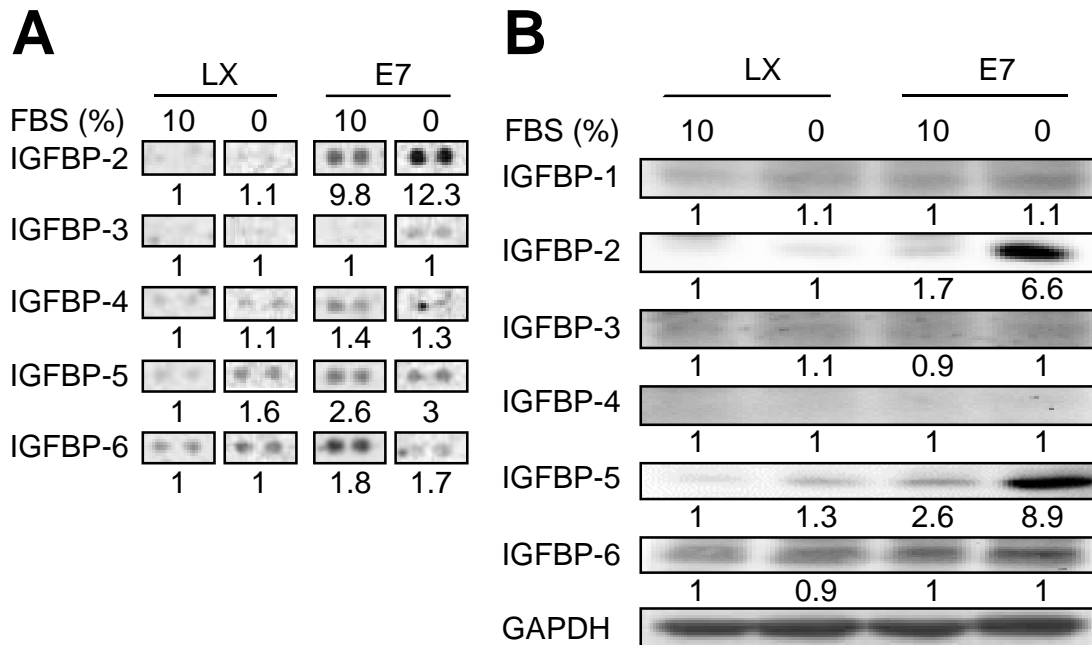 A
LX E7
FBS (%) 10 0 10 0
IGFBP-2
1 1.1 9.8 12.3
IGFBP-3
1 1 1 1
IGFBP-4
1 1.1 1.4 1.3
IGFBP-5
1 1.6 2.6 3
IGFBP-6
1 1 1.8 1.7
B
LX E7
FBS (%) 10 0 10 0
IGFBP-1
1 1.1 1 1.1
IGFBP-2
1 1 1.7 6.6
IGFBP-3
1 1.1 0.9 1
IGFBP-4
1 1 1 1
IGFBP-5
1 1.3 2.6 8.9
IGFBP-6
1 0.9 1 1
GAPDH